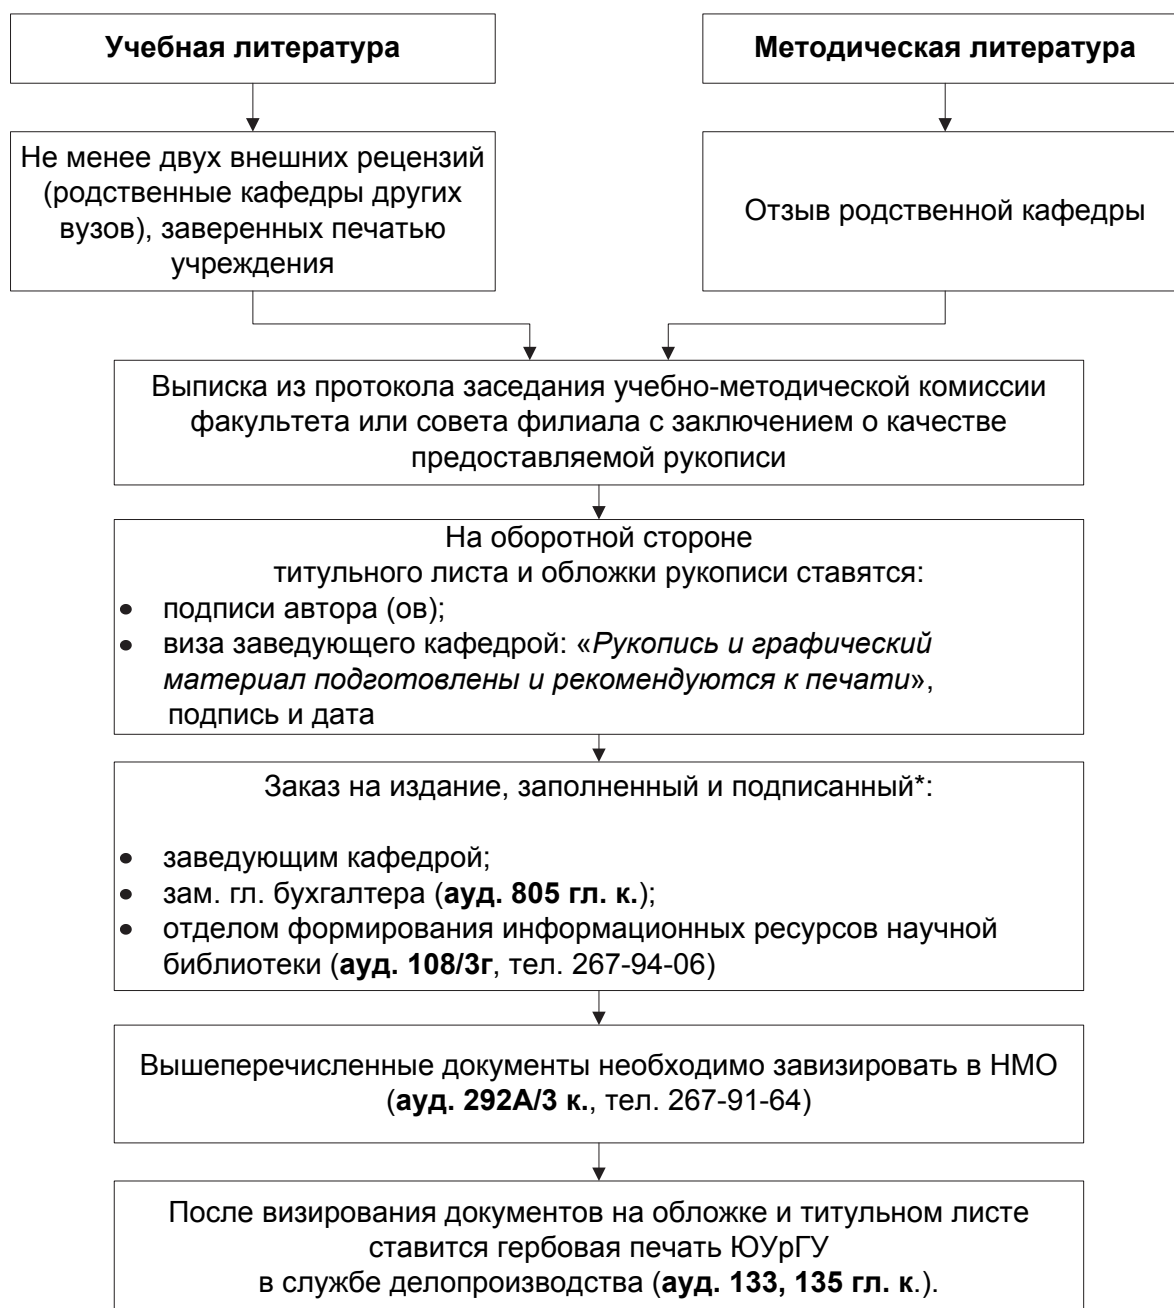 Учебная литература
Методическая литература
Не менее двух внешних рецензий
(родственные кафедры других
вузов), заверенных печатью
учреждения
Отзыв родственной кафедры
Выписка из протокола заседания учебно-методической комиссии
факультета или совета филиала с заключением о качестве
предоставляемой рукописи
На оборотной стороне
титульного листа и обложки рукописи ставятся:
• подписи автора (ов);
• виза заведующего кафедрой: «Рукопись и графический
материал подготовлены и рекомендуются к печати»,
подпись и дата
Заказ на издание, заполненный и подписанный*:
• заведующим кафедрой;
• зам. гл. бухгалтера (ауд. 805 гл. к.);
• отделом формирования информационных ресурсов научной
библиотеки (ауд. 108/3г, тел. 267-94-06)
Вышеперечисленные документы необходимо завизировать в НМО
(ауд. 292А/3 к., тел. 267-91-64)
После визирования документов на обложке и титульном листе
ставится гербовая печать ЮУрГУ
в службе делопроизводства (ауд. 133, 135 гл. к.).